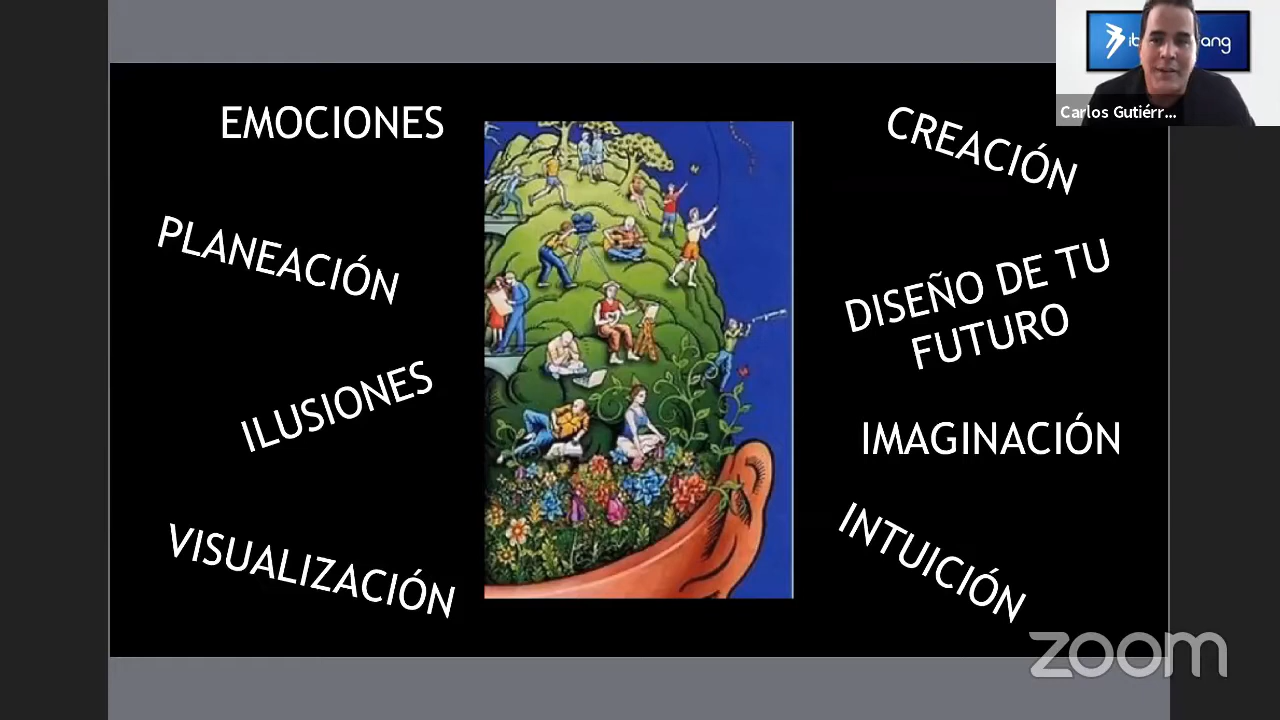 EMOCIONES
PLANEACIÓN
ILUSIONES
VISUALIZACIÓN
CREACIÓN
DISEÑO DE TU
FUTURO
IMAGINACIÓN
INTUICIÓN
Carlos Gutiérr...
zoom